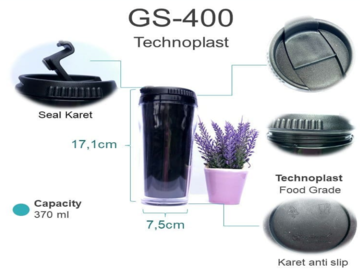 GS-400
Technoplast
Seal Karet
17,1cm
Technoplast
Food Grade
Capacity
370 ml
7,5cm
Karet anti slip